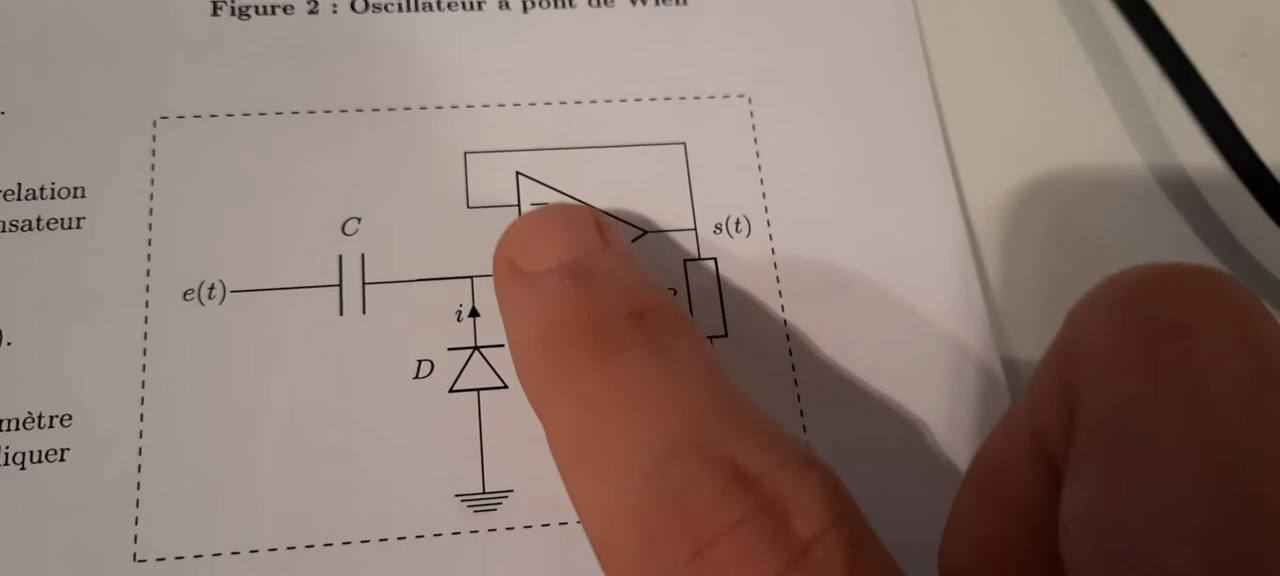 Figure 2 : Oscillateur à pont de Wien
.
relation
nsateur
).
mètre
liquer
C
e(t)
i
D
−
s(t)